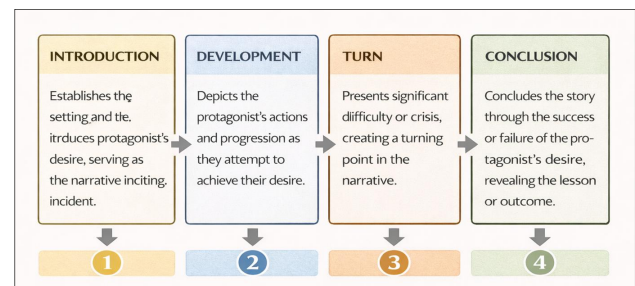 INTRODUCTION
Establishes the
setting and the.
itrduces protagonist's
desire, serving as
the narrative inciting.
incident.
DEVELOPMENT
Depicts the
protagonist's actions
and progression as
they attempt to
achieve their desire.
TURN
Presents significant
difficulty or crisis,
creating a turning
point in the
narrative.
CONCLUSION
Concludes the story
through the success
or failure of the pro-
tagonist's desire,
revealing the lesson
or outcome.
1
2
3
4